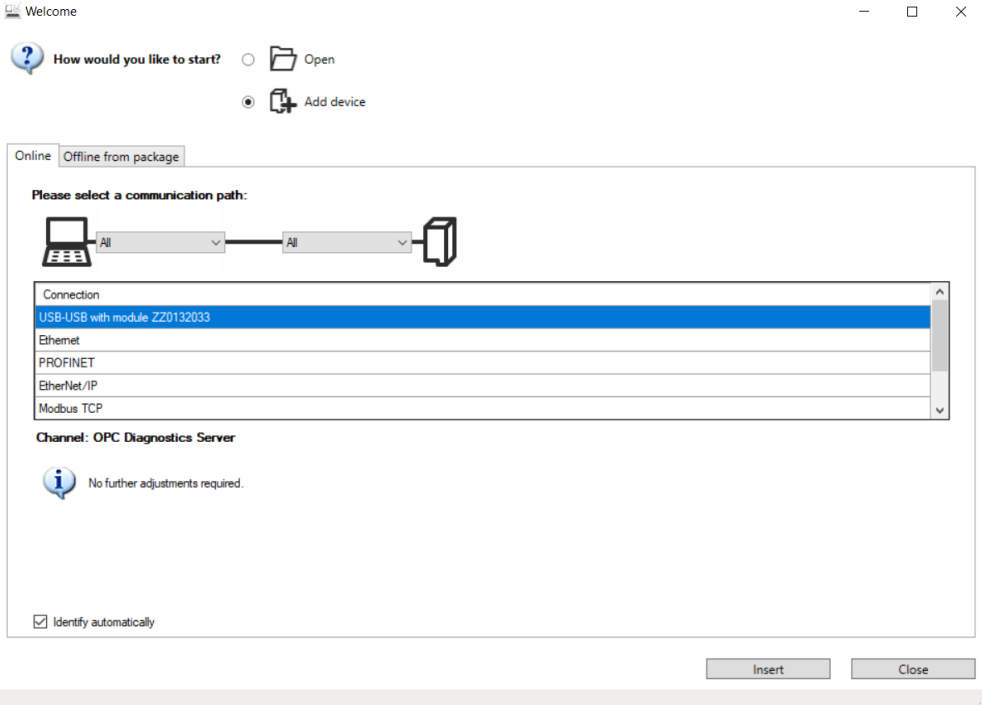 Welcome
How would you like to start?
Open
Add device
Online
Offline from package
Please select a communication path:
All
All
Connection
USB-USB with module ZZ0132033
Ethernet
PROFINET
EtherNet/IP
Modbus TCP
Channel: OPC Diagnostics Server
No further adjustments required.
Identify automatically
Insert
Close